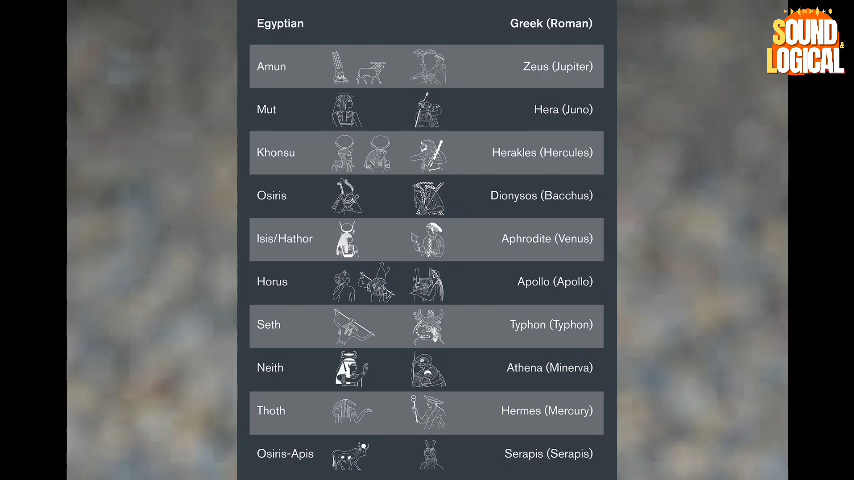 Egyptian Greek (Roman)
Amun Zeus (Jupiter)
Mut Hera (Juno)
Khonsu Herakles (Hercules)
Osiris Dionysos (Bacchus)
Isis/Hathor Aphrodite (Venus)
Horus Apollo (Apollo)
Seth Typhon (Typhon)
Neith Athena (Minerva)
Thoth Hermes (Mercury)
Osiris-Apis Serapis (Serapis)
SOUND &
LOGICAL